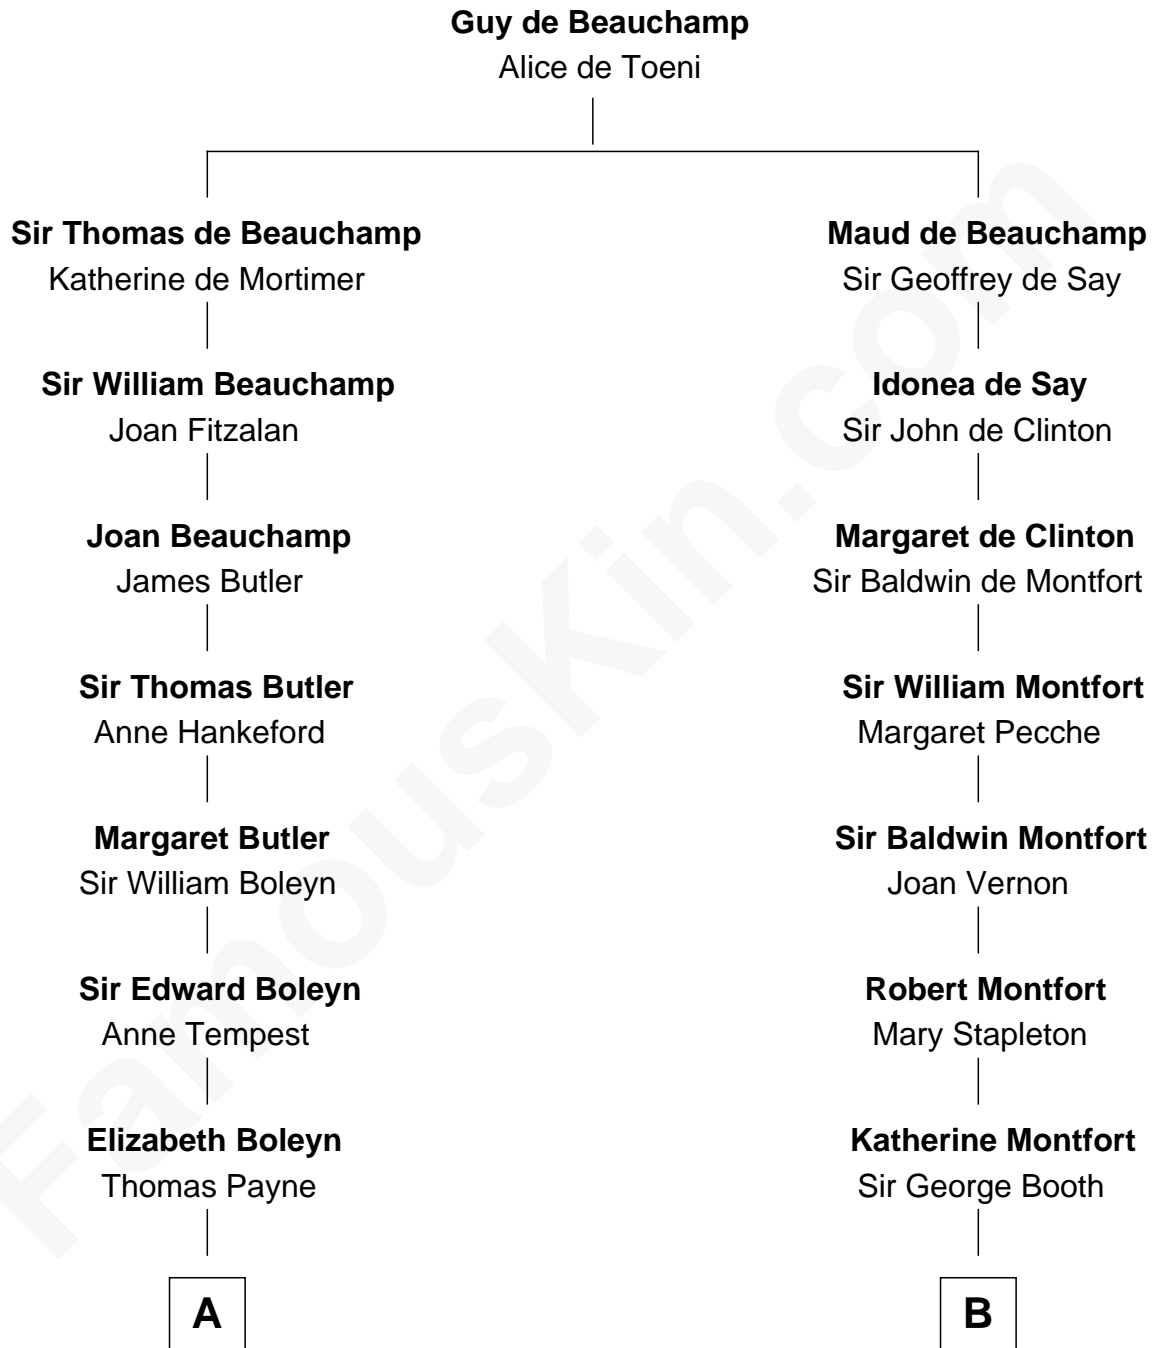 Guy de Beauchamp
Alice de Toeni
Sir Thomas de Beauchamp
Katherine de Mortimer
Sir William Beauchamp
Joan Fitzalan
Joan Beauchamp
James Butler
Sir Thomas Butler
Anne Hankeford
Margaret Butler
Sir William Boleyn
Sir Edward Boleyn
Anne Tempest
Elizabeth Boleyn
Thomas Payne
A
Maud de Beauchamp
Sir Geoffrey de Say
Idonea de Say
Sir John de Clinton
Margaret de Clinton
Sir Baldwin de Montfort
Sir William Montfort
Margaret Pecche
Sir Baldwin Montfort
Joan Vernon
Robert Montfort
Mary Stapleton
Katherine Montfort
Sir George Booth
B
FamousKin.com